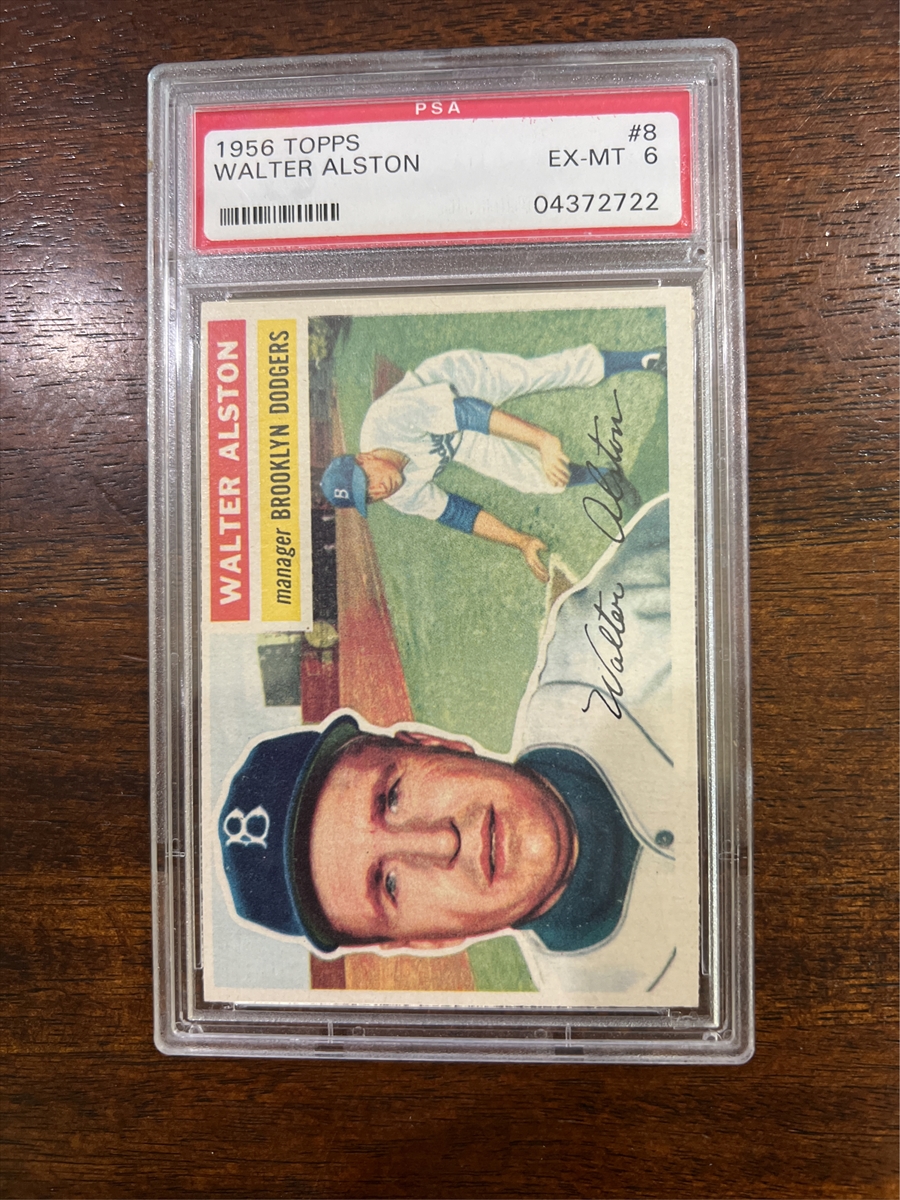 PSA
1956 TOPPS #8
WALTER ALSTON EX-MT 6
04372722
WALTER ALSTON
manager BROOKLYN DODGERS
B
B
Walter Alston